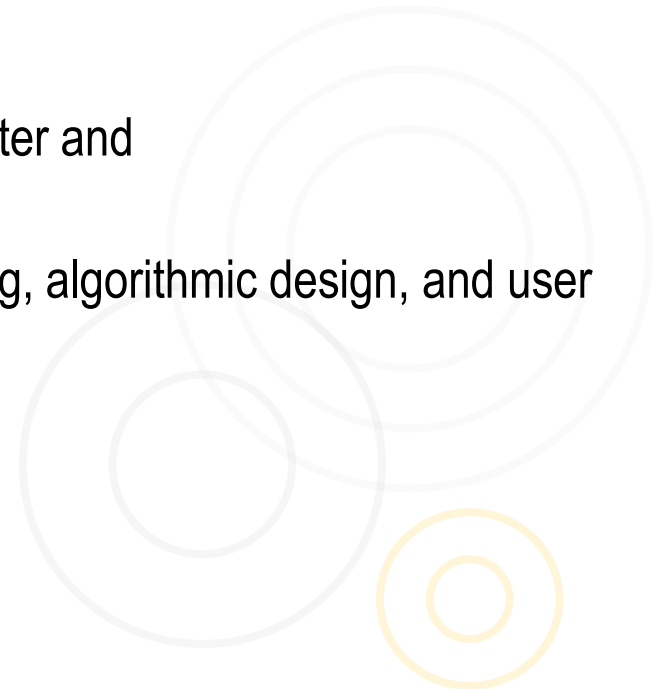 ter and
g, algorithmic design, and user